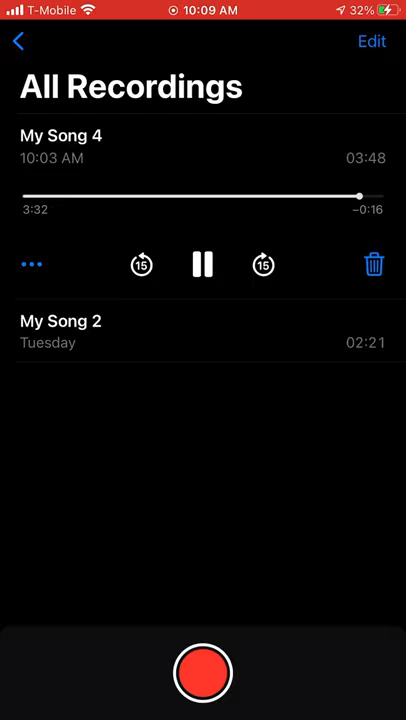 T-Mobile 10:09 AM 32%
Edit
All Recordings
My Song 4
10:03 AM 03:48
3:32 −0:16
15 15
My Song 2
Tuesday 02:21